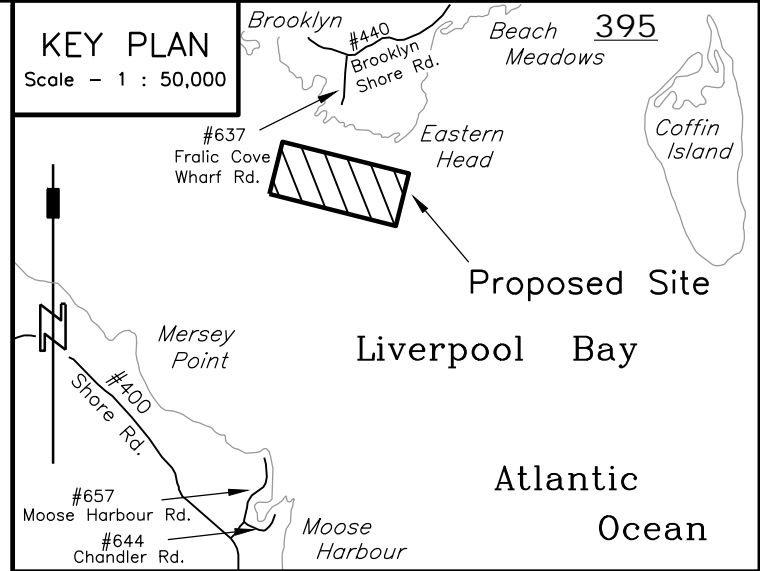 KEY PLAN
Scale - 1 : 50,000
Brooklyn
#440
Brooklyn
Shore Rd.
Beach
Meadows
395
#637
Fralic Cove
Wharf Rd.
Eastern
Head
Coffin
Island
Proposed Site
Mersey
Point
Liverpool Bay
#400
Shore Rd.
Atlantic
Ocean
#657
Moose Harbour Rd.
#644
Chandler Rd.
Moose
Harbour
N